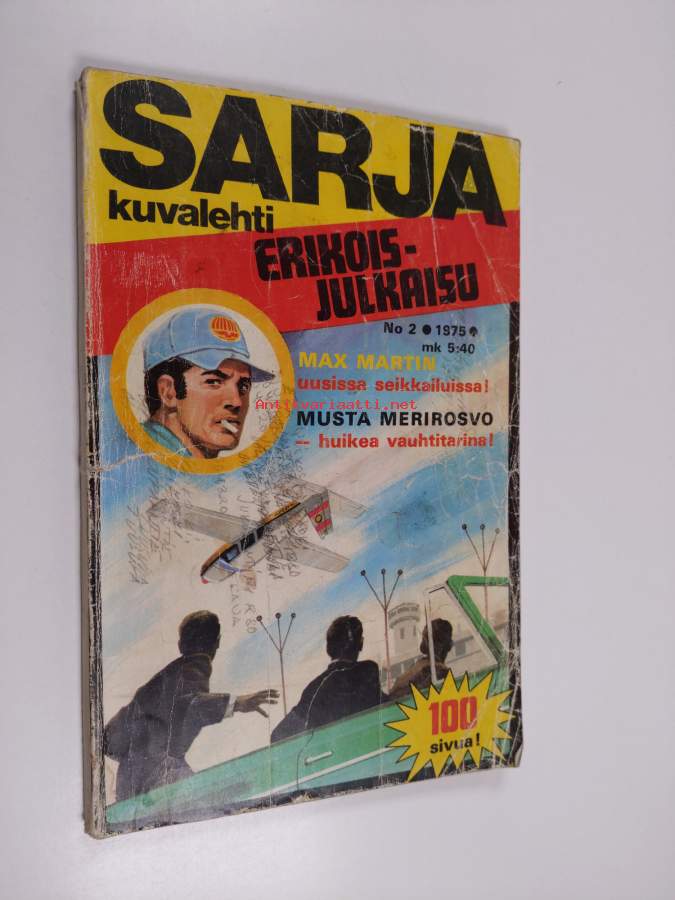 SARJA
kuvalehti
ERIKOIS-
JULKAISU
No 2 ● 1975
mk 5:40
MAX MARTIN
uusissa seikkailuissa!
Antikvariaatti.net
MUSTA MERIROSVO
— huikea vauhtitarina!
100
sivua!